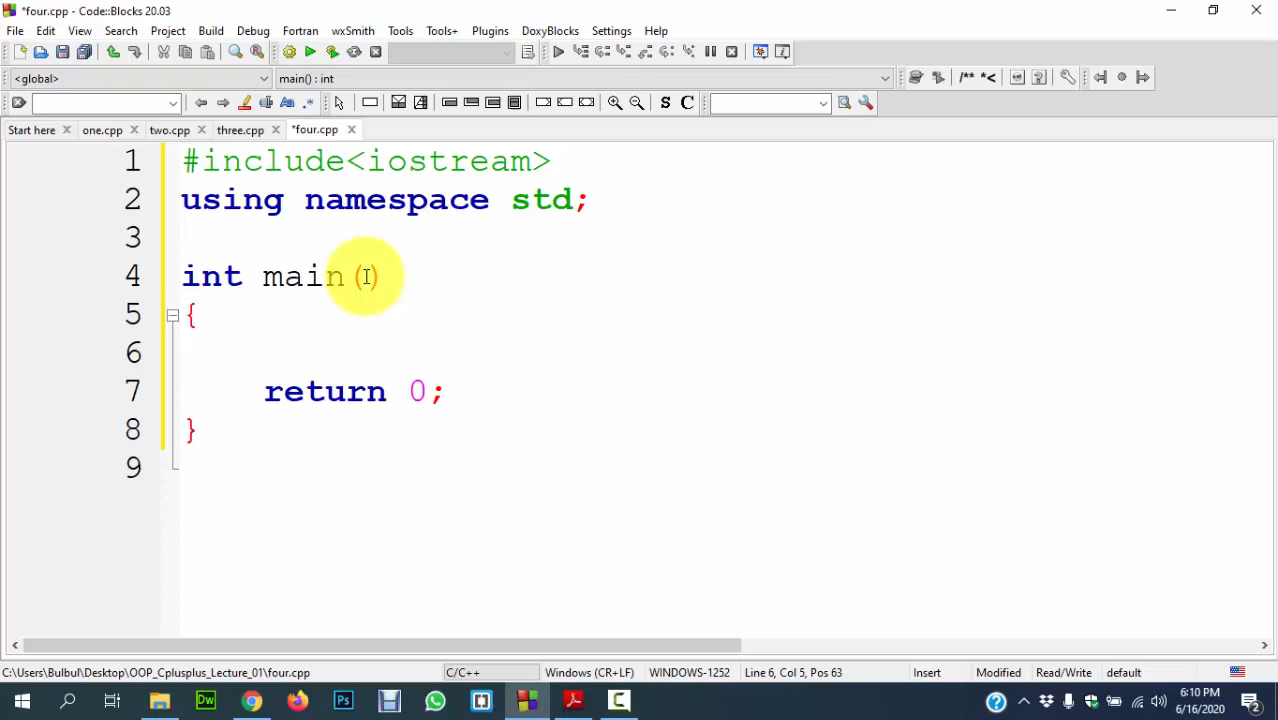 *four.cpp - Code::Blocks 20.03
File Edit View Search Project Build Debug Fortran wxSmith Tools Tools+ Plugins DoxyBlocks Settings Help
<global> main() : int
/** *<
Aa .*
S C
Start here one.cpp two.cpp three.cpp *four.cpp
1 #include<iostream>
2 using namespace std;
3
4 int main()
5 {
6
7 return 0;
8 }
9
C:\Users\Bulbul\Desktop\OOP_Cplusplus_Lecture_01\four.cpp C/C++ Windows (CR+LF) WINDOWS-1252 Line 6, Col 5, Pos 63 Insert Modified Read/Write default
Dw Ps 6:10 PM
6/16/2020 2